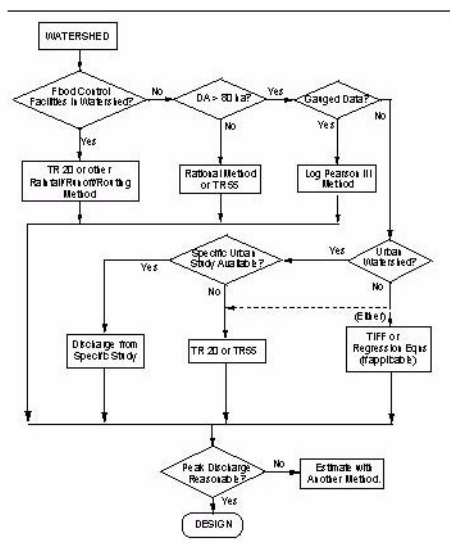 WATERSHED
Flood Control
Facilities in Watershed?
No
DA > 80 ha?
Yes
Gauged Data?
Yes
No
Yes
No
TR 20 or other
Rainfall/Runoff/Routing
Method
Rational Method
or TR55
Log Pearson III
Method
Yes
Specific Urban
Study Available?
Yes
Urban
Watershed?
No
No
(Either)
Discharge from
Specific Study
TR 20 or TR55
TIFF or
Regression Eqns
(if applicable)
Peak Discharge
Reasonable?
No
Estimate with
Another Method.
Yes
DESIGN